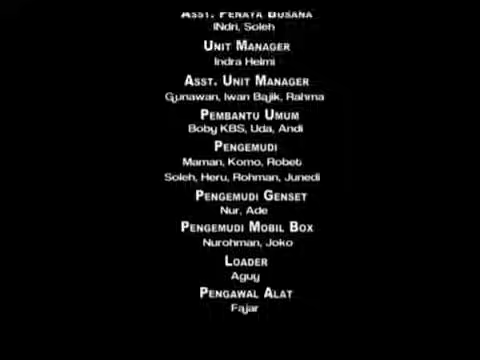 ASST. PENATA BUSANA
INdri, Soleh
UNIT MANAGER
Indra Helmi
ASST. UNIT MANAGER
Gunawan, Iwan Bajik, Rahma
PEMBANTU UMUM
Boby KBS, Uda, Andi
PENGEMUDI
Maman, Komo, Robet
Soleh, Heru, Rohman, Junedi
PENGEMUDI GENSET
Nur, Ade
PENGEMUDI MOBIL BOX
Nurohman, Joko
LOADER
Aguy
PENGAWAL ALAT
Fajar